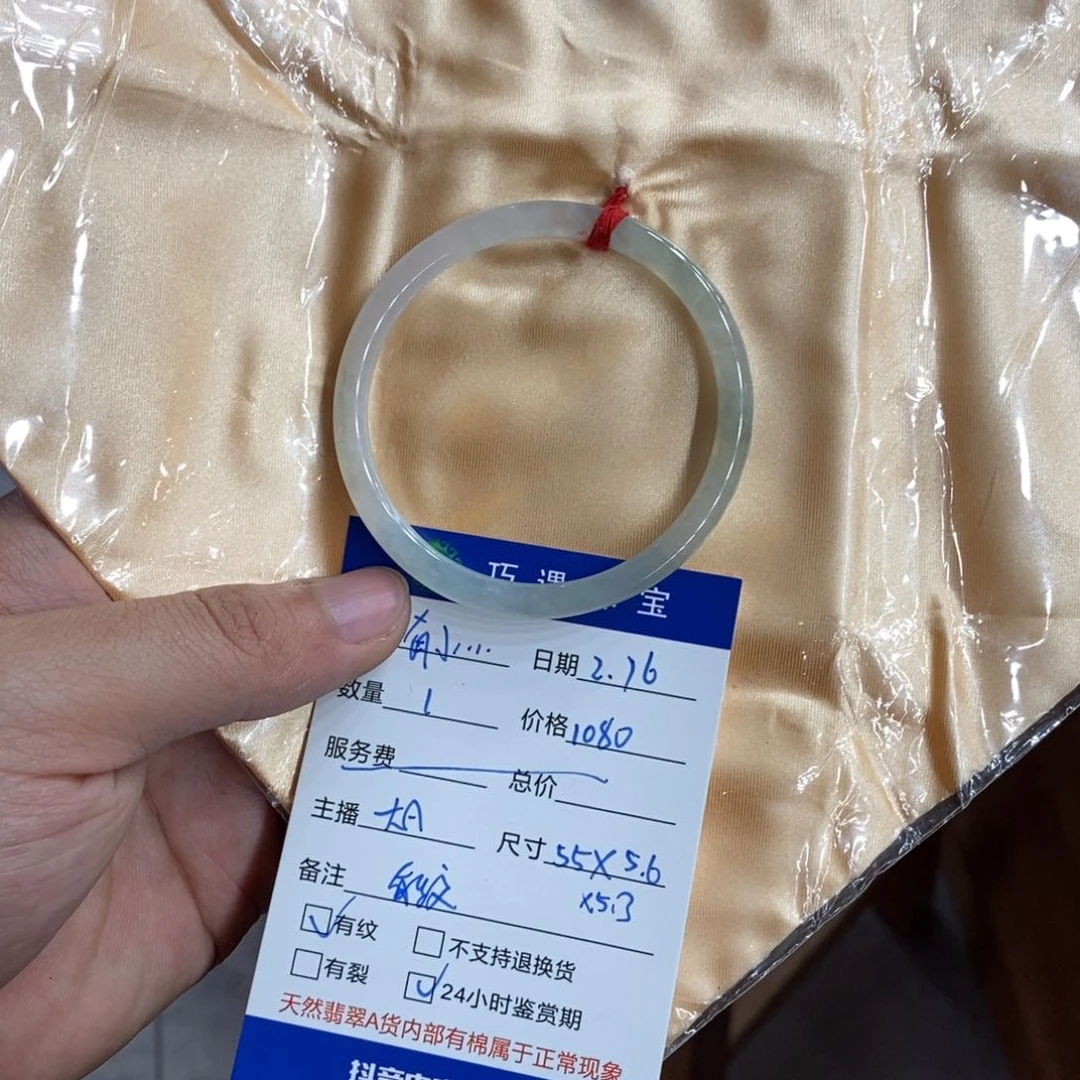 巧遇 宝
日期 2.16
数量 1 价格 1080
服务费 总价
主播 大A 尺寸 55X5.6
x5.3
备注 纹
有纹 不支持退换货
有裂 24小时鉴赏期
天然翡翠A货内部有棉属于正常现象
抖音